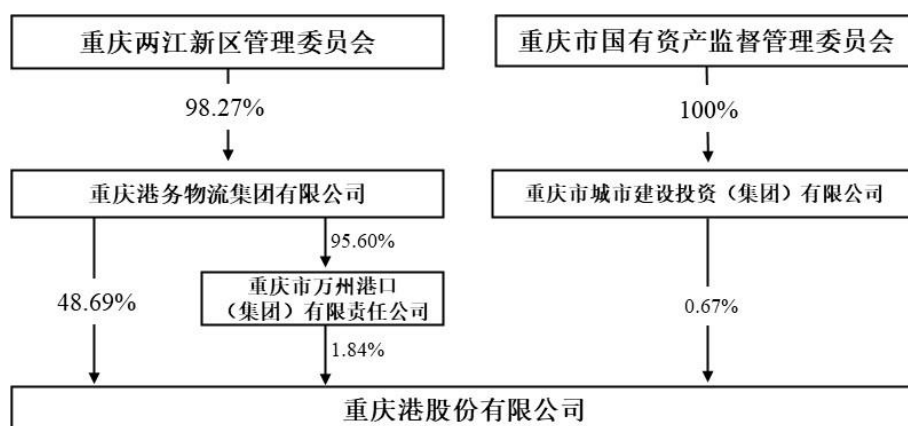 重庆两江新区管理委员会
重庆市国有资产监督管理委员会
98.27%
100%
重庆港务物流集团有限公司
重庆市城市建设投资（集团）有限公司
95.60%
重庆市万州港口
（集团）有限责任公司
48.69%
0.67%
1.84%
重庆港股份有限公司